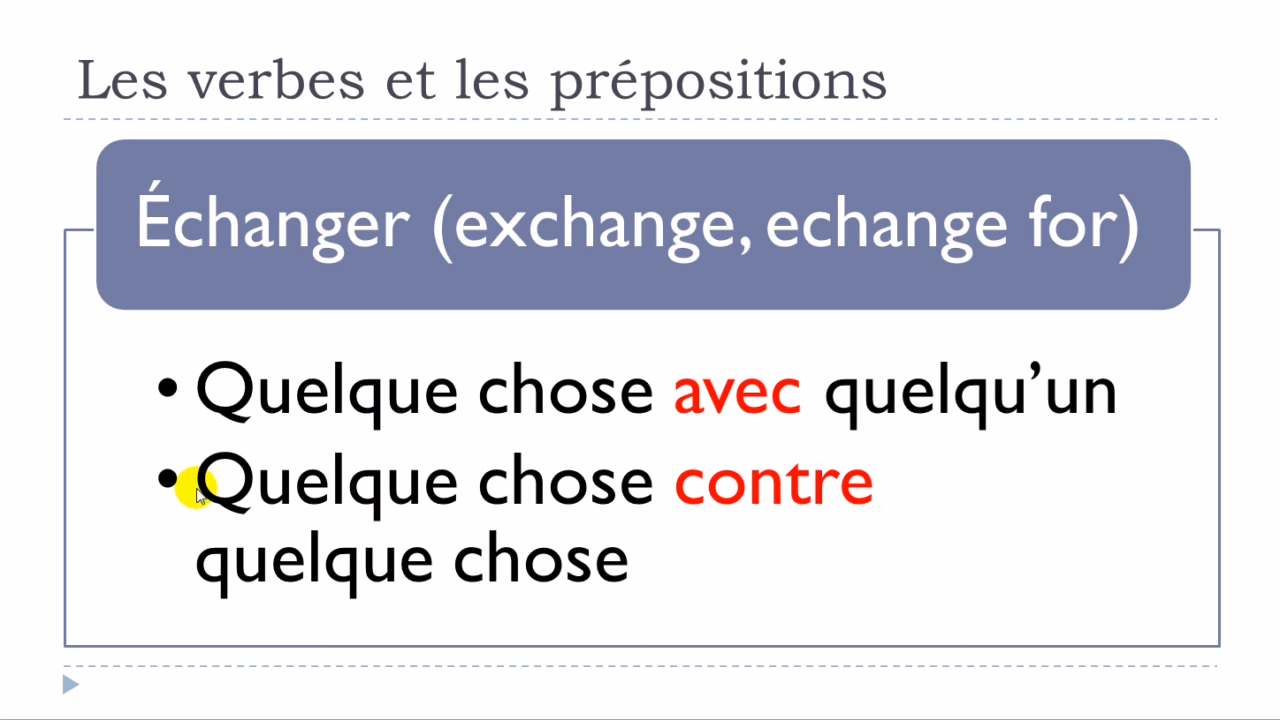 Les verbes et les prépositions
Échanger (exchange, echange for)
• Quelque chose avec quelqu’un
• Quelque chose contre
quelque chose